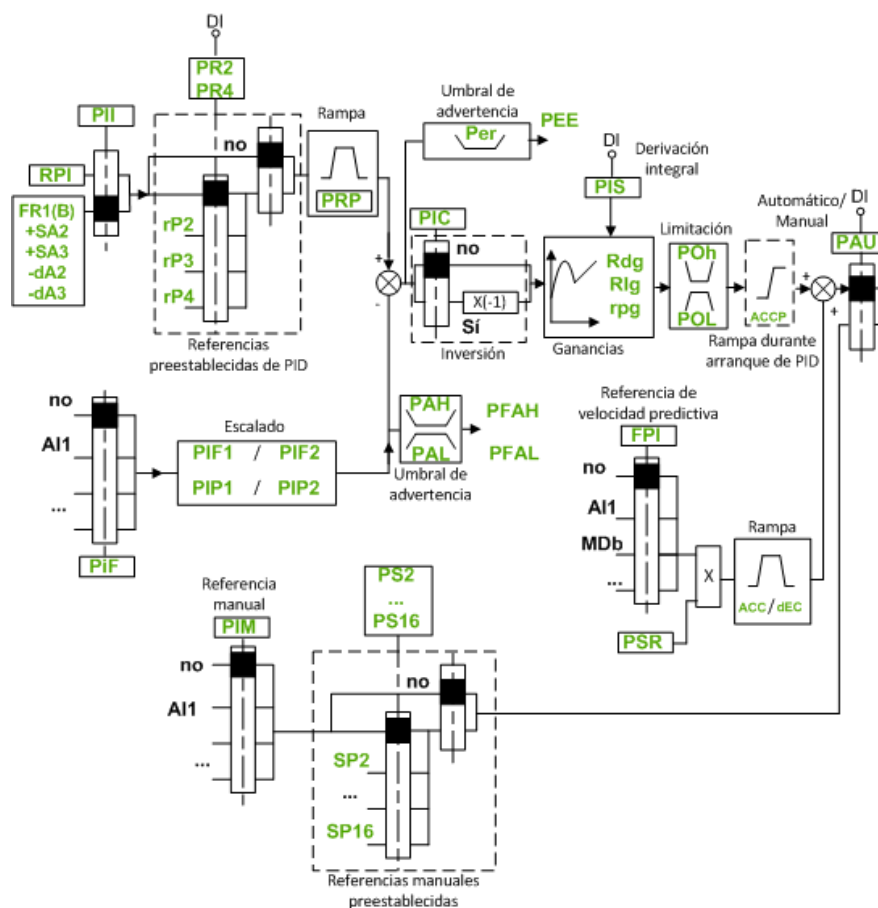 DI
PR2
PR4
PII
no
Rampa
PRP
RPI
FR1(B)
+SA2
+SA3
-dA2
-dA3
rP2
rP3
rP4
Referencias
preestablecidas de PID
Umbral de
advertencia
Per
PEE
+
-
PIC
no
X(-1)
Sí
Inversión
DI
Derivación
integral
PIS
Rdg
RIg
rpg
Ganancias
Limitación
POh
POL
ACCP
Rampa durante
arranque de PID
Automático/
Manual
DI
PAU
+
+
no
AI1
...
PiF
Escalado
PIF1 / PIF2
PIP1 / PIP2
PAH
PAL
PFAH
PFAL
Umbral de
advertencia
Referencia de
velocidad predictiva
FPI
no
AI1
MDb
...
X
PSR
Rampa
ACC/dEC
Referencia
manual
PIM
no
AI1
...
PS2
...
PS16
no
SP2
...
SP16
Referencias manuales
preestablecidas